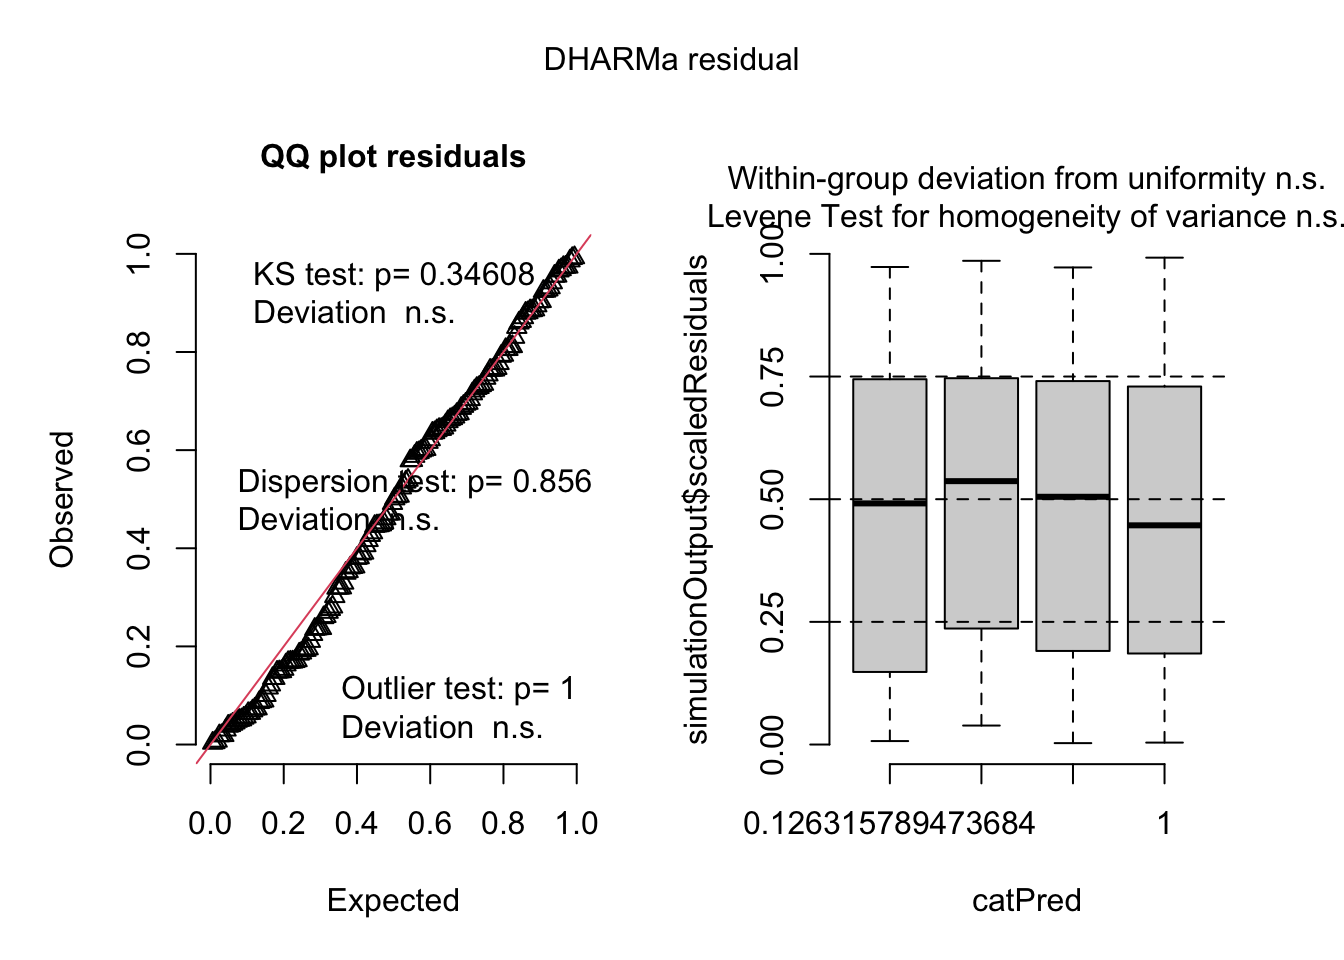 DHARMa residual
QQ plot residuals
KS test: p= 0.34608
Deviation  n.s.
Dispersion test: p= 0.856
Deviation  n.s.
Outlier test: p= 1
Deviation  n.s.
Observed
0.0 0.2 0.4 0.6 0.8 1.0
0.0 0.2 0.4 0.6 0.8 1.0
Expected
Within-group deviation from uniformity n.s.
Levene Test for homogeneity of variance n.s.
simulationOutput$scaledResiduals
0.00 0.25 0.50 0.75 1.00
0.126315789473684 1
catPred